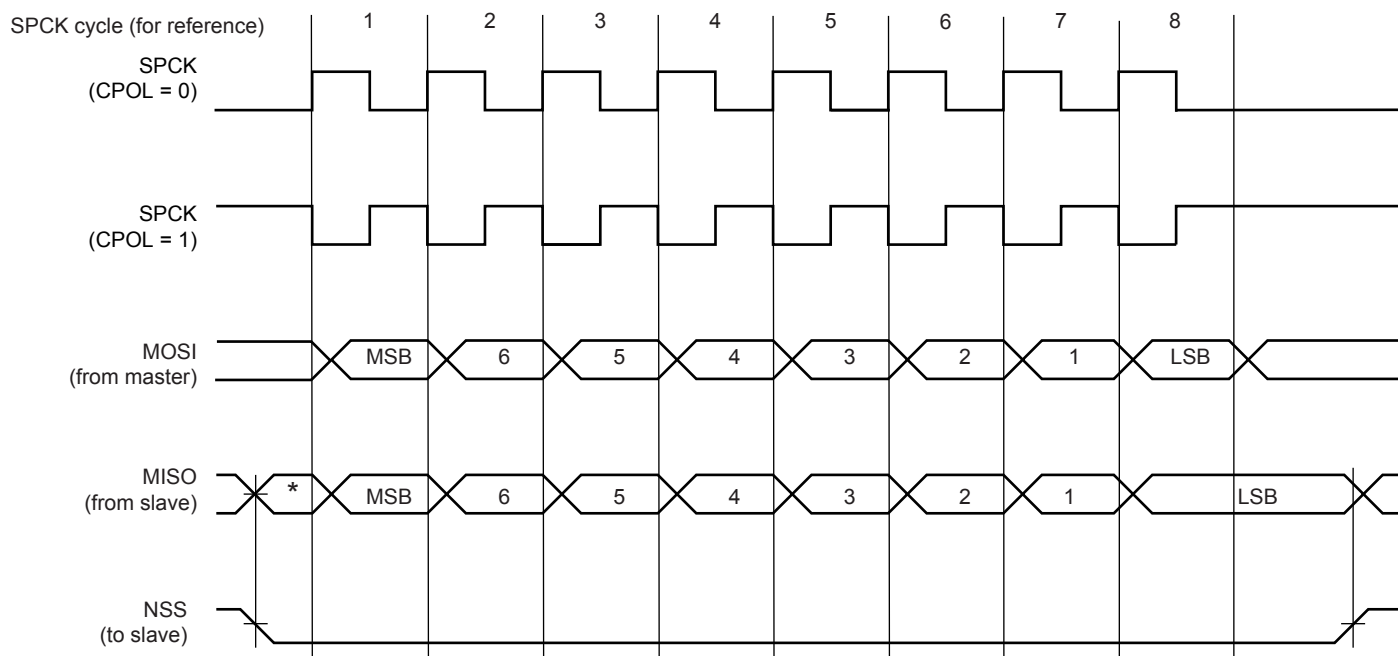 SPCK cycle (for reference) 1 2 3 4 5 6 7 8
SPCK
(CPOL = 0)
SPCK
(CPOL = 1)
MOSI
(from master)
MSB 6 5 4 3 2 1 LSB
MISO
(from slave)
* MSB 6 5 4 3 2 1 LSB
NSS
(to slave)